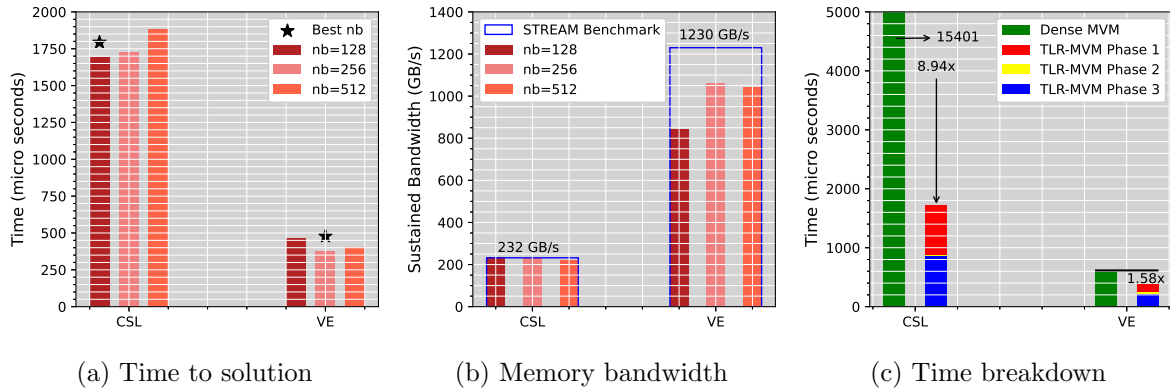 Time (micro seconds)
2000
1750
1500
1250
1000
750
500
250
0
CSL
VE
Best nb
nb=128
nb=256
nb=512
(a) Time to solution
Sustained Bandwidth (GB/s)
1400
1200
1000
800
600
400
200
0
CSL
VE
STREAM Benchmark
nb=128
nb=256
nb=512
1230 GB/s
232 GB/s
(b) Memory bandwidth
Time (micro seconds)
5000
4000
3000
2000
1000
0
CSL
VE
Dense MVM
TLR-MVM Phase 1
TLR-MVM Phase 2
TLR-MVM Phase 3
15401
8.94x
1.58x
(c) Time breakdown